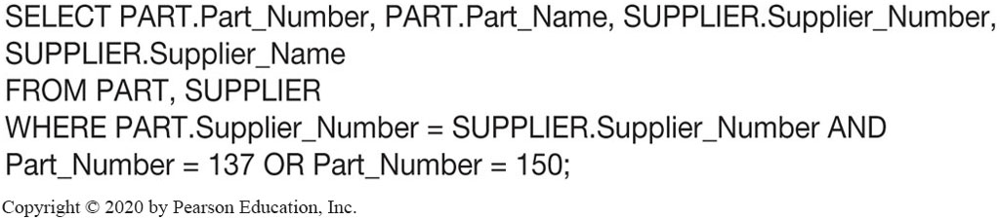 SELECT PART.Part_Number, PART.Part_Name, SUPPLIER.Supplier_Number,
SUPPLIER.Supplier_Name
FROM PART, SUPPLIER
WHERE PART.Supplier_Number = SUPPLIER.Supplier_Number AND
Part_Number = 137 OR Part_Number = 150;
Copyright © 2020 by Pearson Education, Inc.